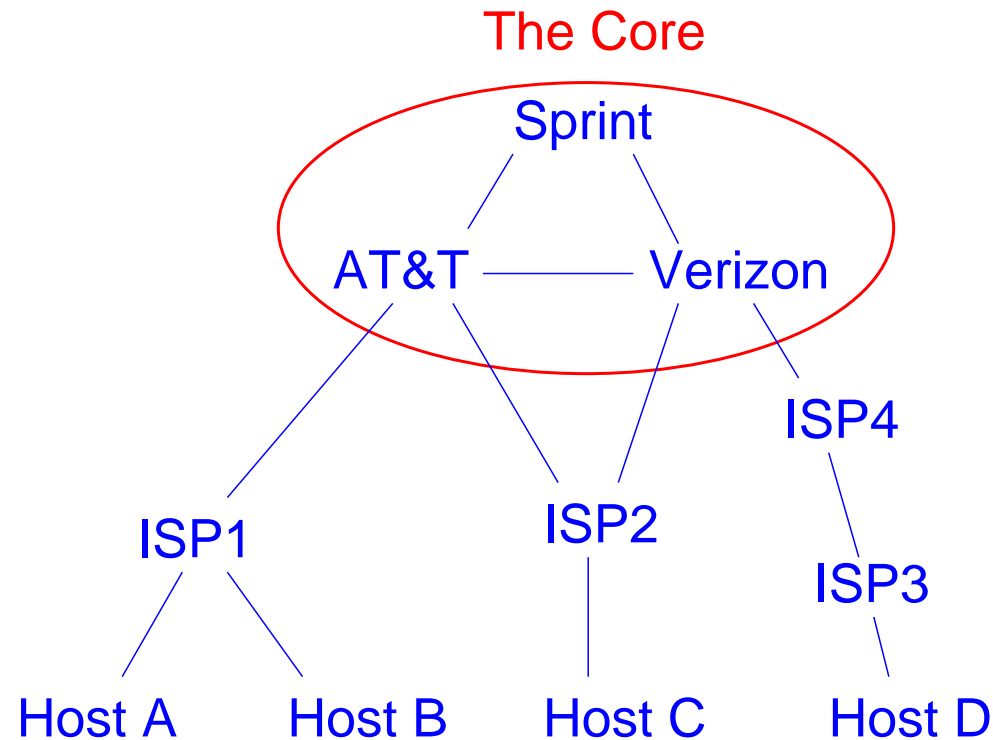 The Core
Sprint
AT&T
Verizon
ISP4
ISP1
ISP2
ISP3
Host A
Host B
Host C
Host D